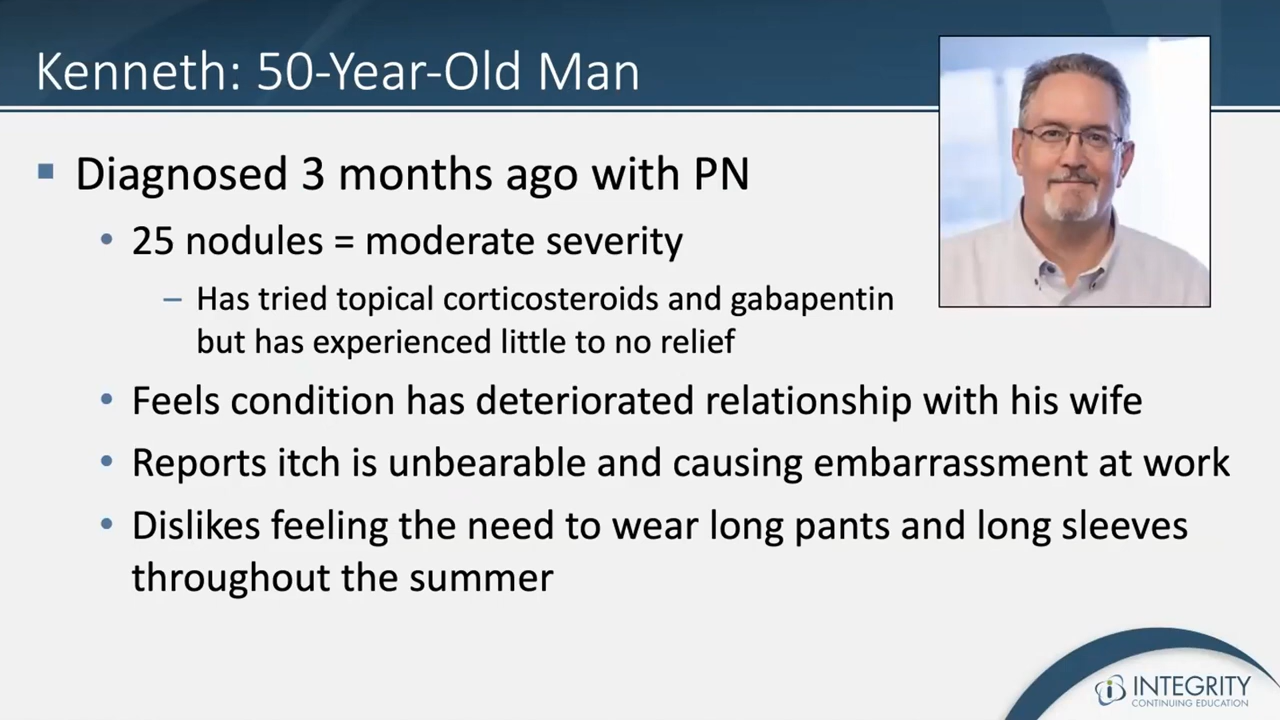 Kenneth: 50-Year-Old Man
Diagnosed 3 months ago with PN
25 nodules = moderate severity
– Has tried topical corticosteroids and gabapentin
but has experienced little to no relief
Feels condition has deteriorated relationship with his wife
Reports itch is unbearable and causing embarrassment at work
Dislikes feeling the need to wear long pants and long sleeves
throughout the summer
INTEGRITY
CONTINUING EDUCATION